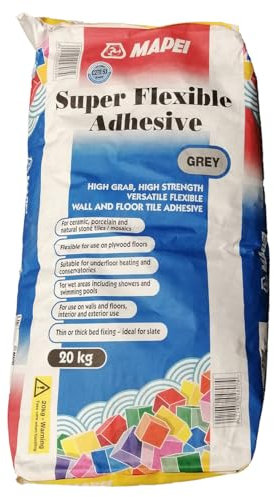 MAPEI
Super Flexible
Adhesive
GREY
HIGH GRAB, HIGH STRENGTH
VERSATILE FLEXIBLE
WALL AND FLOOR TILE ADHESIVE
For ceramic, porcelain and
natural stone tiles / mosaics
Flexible for use on plywood floors
Suitable for underfloor heating and
conservatories
For wet areas including showers and
swimming pools
For use on walls and floors,
interior and exterior use
Thin or thick bed fixing – ideal for slate
20 kg
20kg - Warning
MAPEI